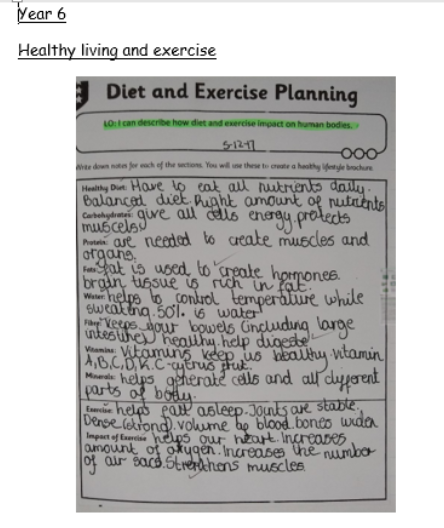 Year 6
Healthy living and exercise
Diet and Exercise Planning
LO: I can describe how diet and exercise impact on human bodies.
5-12-17
Write down notes for each of the sections. You will use these to create a healthy lifestyle brochure.
Healthy Diet: Have to eat all nutrients daily.
Balanced diet. Right amount of nutrients
Carbohydrates: give all cells energy. protects
muscels
Protein: are needed to create muscles and
organs.
Fats: fat is used to create hormones.
brain tissue is rich in fat.
Water: helps to control temperature while
sweating. 50% is water
Fibre: Keeps your bowels (including large
intestine) healthy. help digeste
Vitamins: Vitamins keep us healthy. vitamin
A,B,C,D,K. C-cytrus frut.
Minerals: helps generate cells and all different
parts of body.
Exercise: helps fall asleep. Joints are stable.
Dense (strong). volume of blood. bones wider
Impact of Exercise helps our heart. Increases
amount of oxygen. Increases the number
of air sacs. Strenthens muscles.